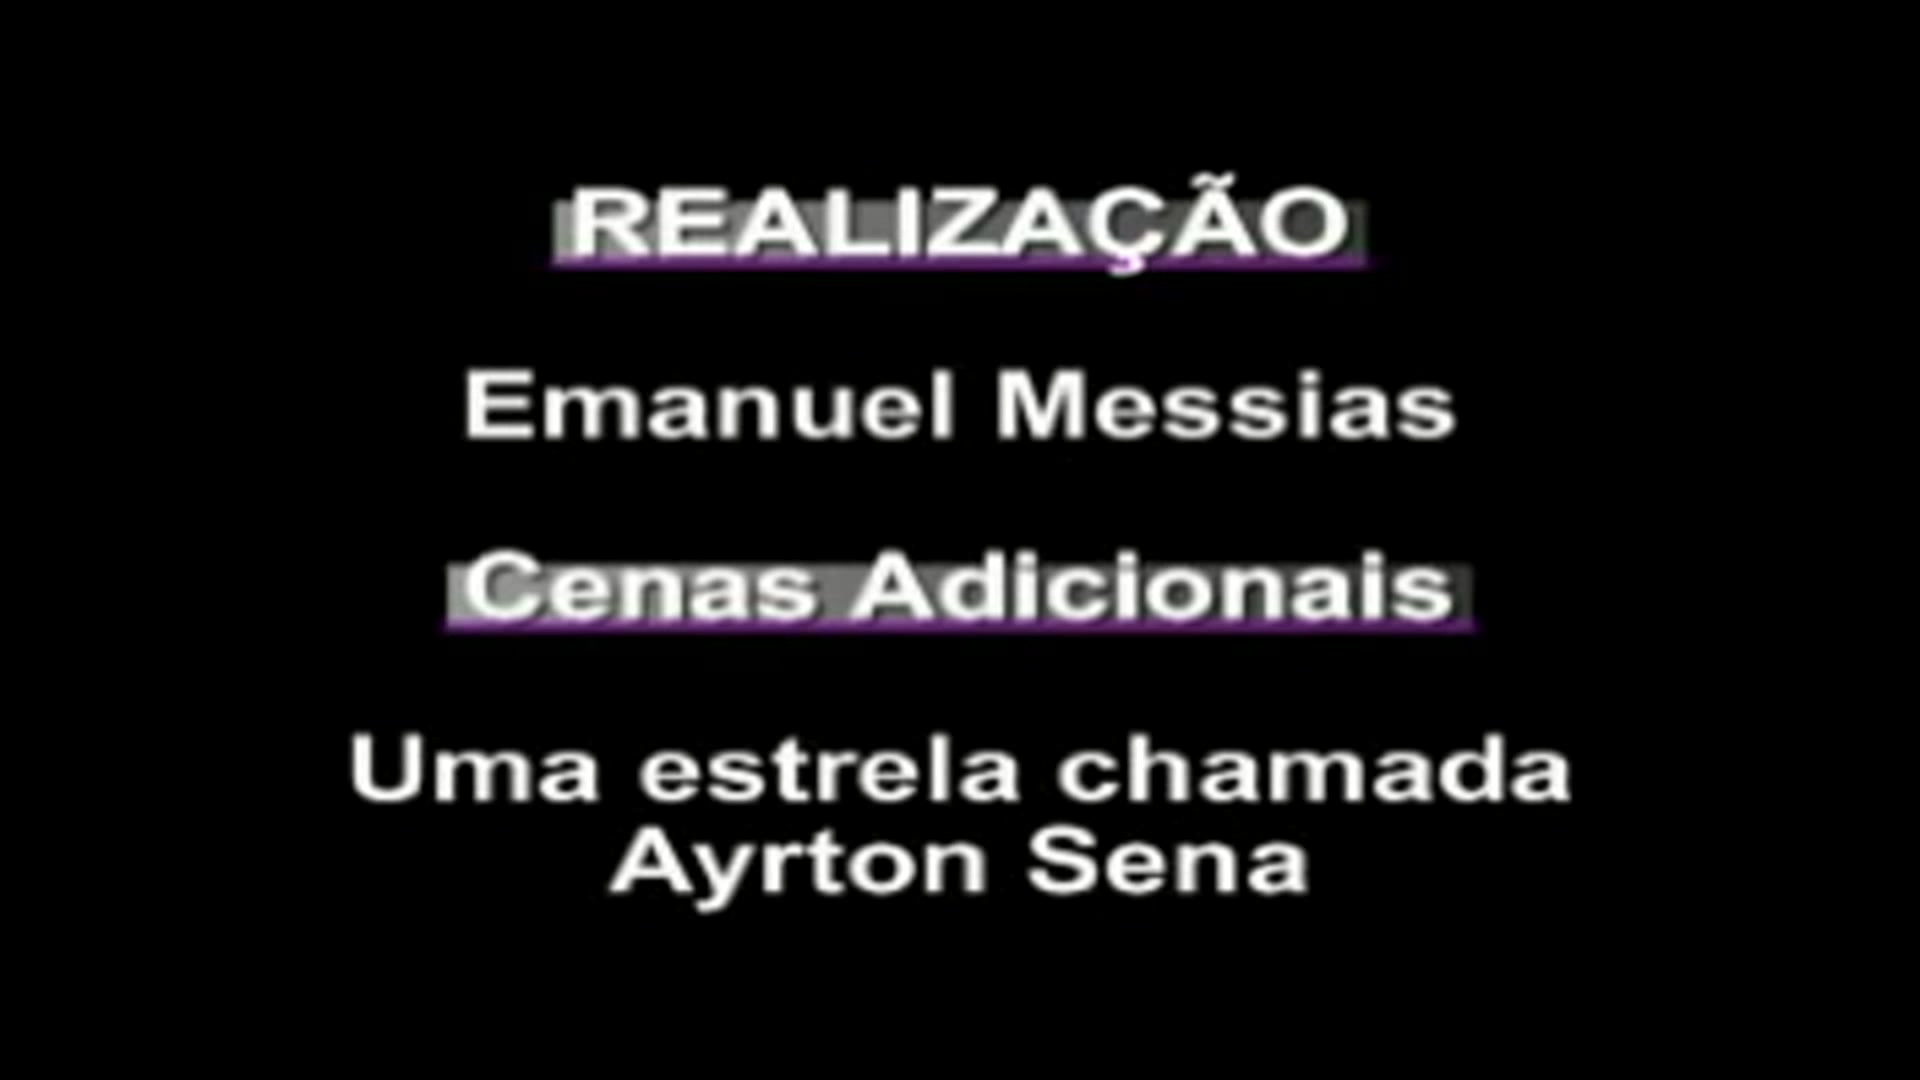 REALIZAÇÃO
Emanuel Messias
Cenas Adicionais
Uma estrela chamada
Ayrton Sena